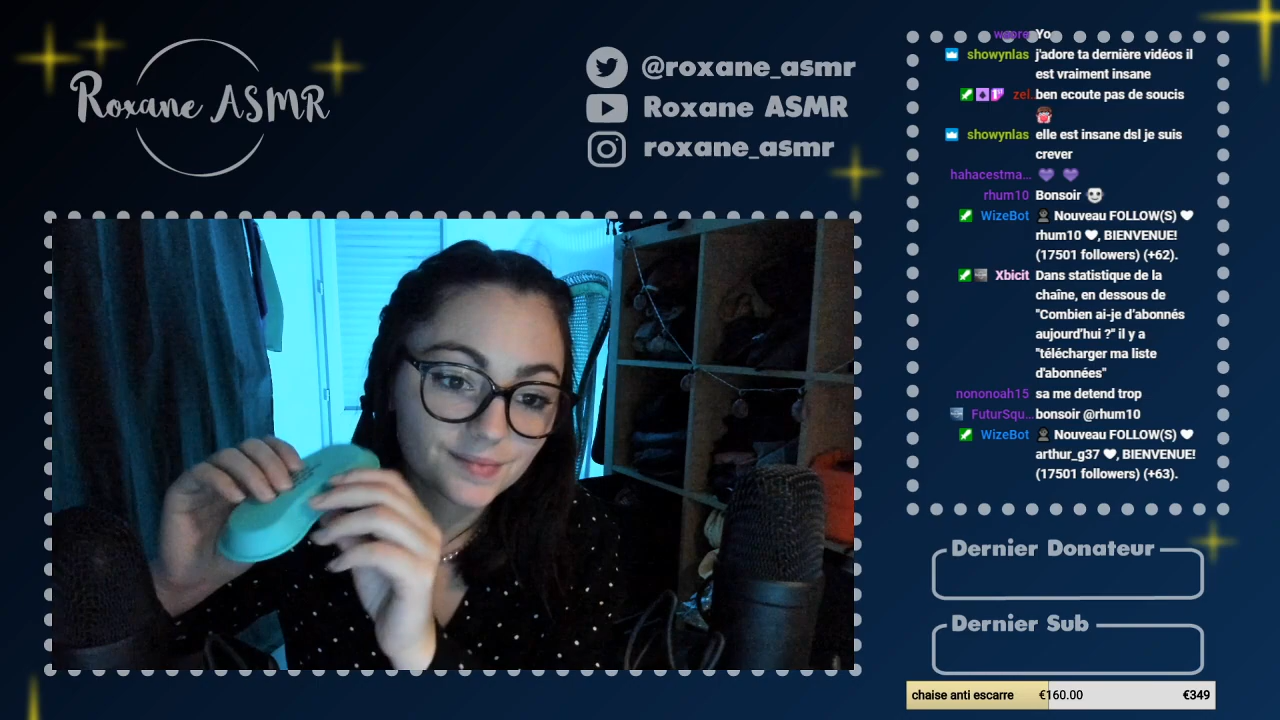 Roxane ASMR
@roxane_asmr
Roxane ASMR
roxane_asmr
Yo
showynlas j'adore ta dernière vidéos il
est vraiment insane
zel.. ben ecoute pas de soucis
showynlas elle est insane dsl je suis
crever
hahacestma...
rhum10 Bonsoir
WizeBot Nouveau FOLLOW(S)
rhum10 , BIENVENUE!
(17501 followers) (+62).
Xbicit Dans statistique de la
chaîne, en dessous de
"Combien ai-je d'abonnés
aujourd'hui ?" il y a
"télécharger ma liste
d'abonnées"
nononoah15 sa me detend trop
FuturSqu... bonsoir @rhum10
WizeBot Nouveau FOLLOW(S)
arthur_g37 , BIENVENUE!
(17501 followers) (+63).
Dernier Donateur
Dernier Sub
chaise anti escarre €160.00 €349